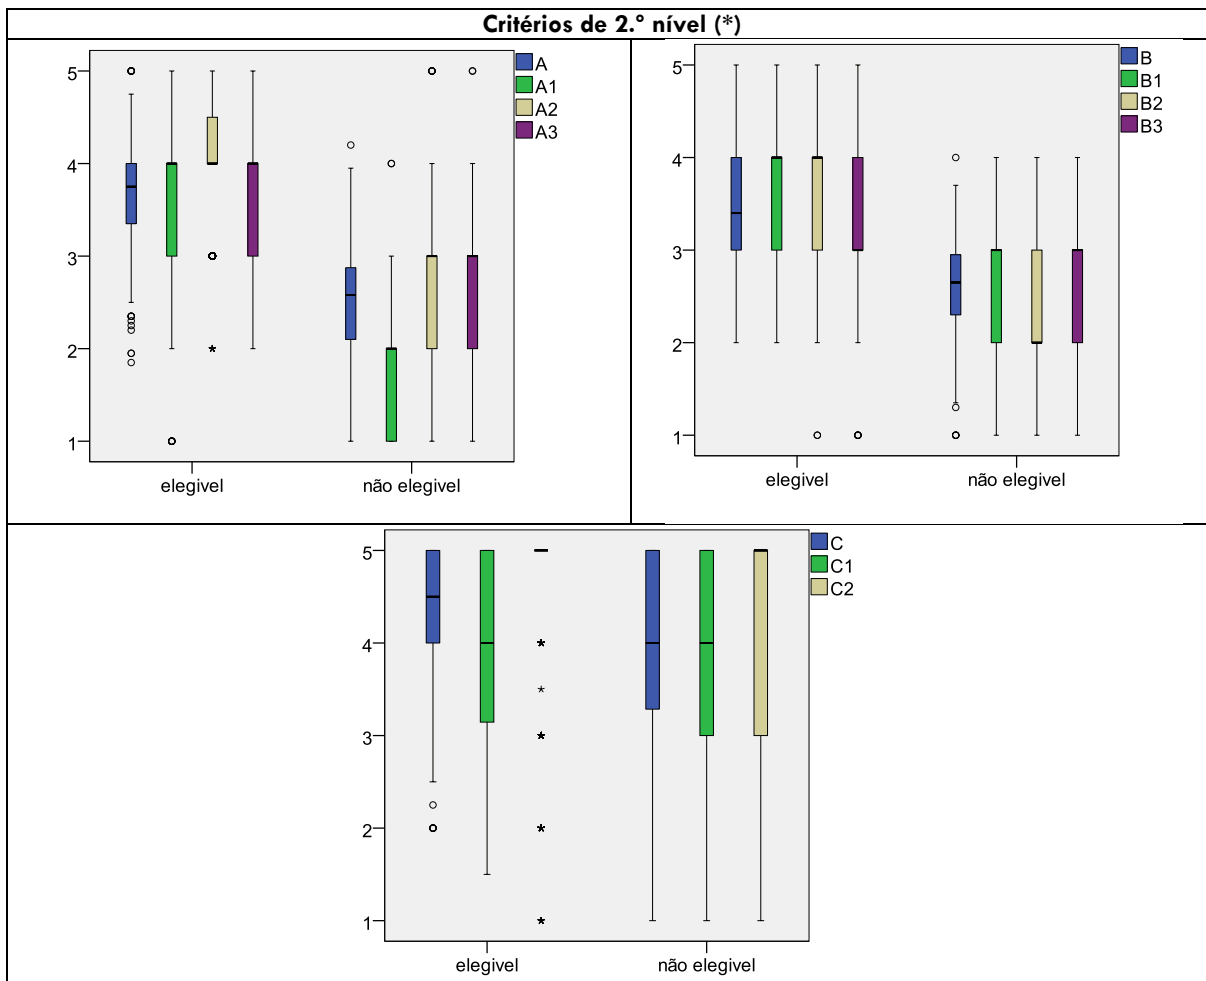 Critérios de 2.º nível (*)
5
4
3
2
1
elegivel
não elegivel
A
A1
A2
A3
5
4
3
2
1
elegivel
não elegivel
B
B1
B2
B3
5
4
3
2
1
elegivel
não elegivel
C
C1
C2